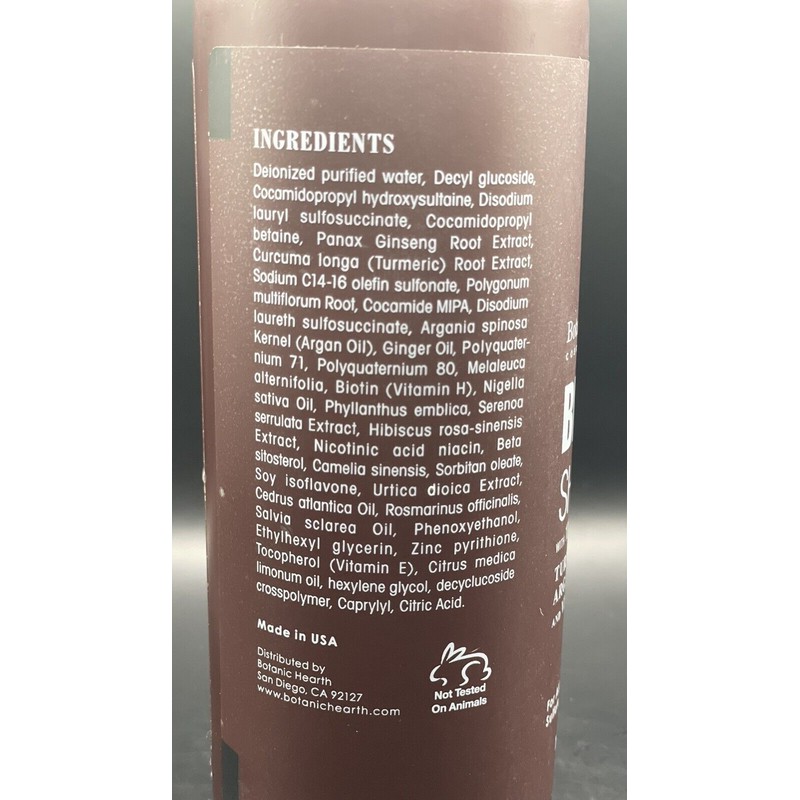 INGREDIENTS
Deionized purified water, Decyl glucoside,
Cocamidopropyl hydroxysultaine, Disodium
lauryl sulfosuccinate, Cocamidopropyl
betaine, Panax Ginseng Root Extract,
Curcuma longa (Turmeric) Root Extract,
Sodium C14-16 olefin sulfonate, Polygonum
multiflorum Root, Cocamide MIPA, Disodium
laureth sulfosuccinate, Argania spinosa
Kernel (Argan Oil), Ginger Oil, Polyquater-
nium 71, Polyquaternium 80, Melaleuca
alternifolia, Biotin (Vitamin H), Nigella
sativa Oil, Phyllanthus emblica, Serenoa
serrulata Extract, Hibiscus rosa-sinensis
Extract, Nicotinic acid niacin, Beta
sitosterol, Camelia sinensis, Sorbitan oleate,
Soy isoflavone, Urtica dioica Extract,
Cedrus atlantica Oil, Rosmarinus officinalis,
Salvia sclarea Oil, Phenoxyethanol,
Ethylhexyl glycerin, Zinc pyrithione,
Tocopherol (Vitamin E), Citrus medica
limonum oil, hexylene glycol, decyclucoside
crosspolymer, Caprylyl, Citric Acid.
Made in USA
Distributed by
Botanic Hearth
San Diego, CA 92127
www.botanichearth.com
Not Tested
On Animals